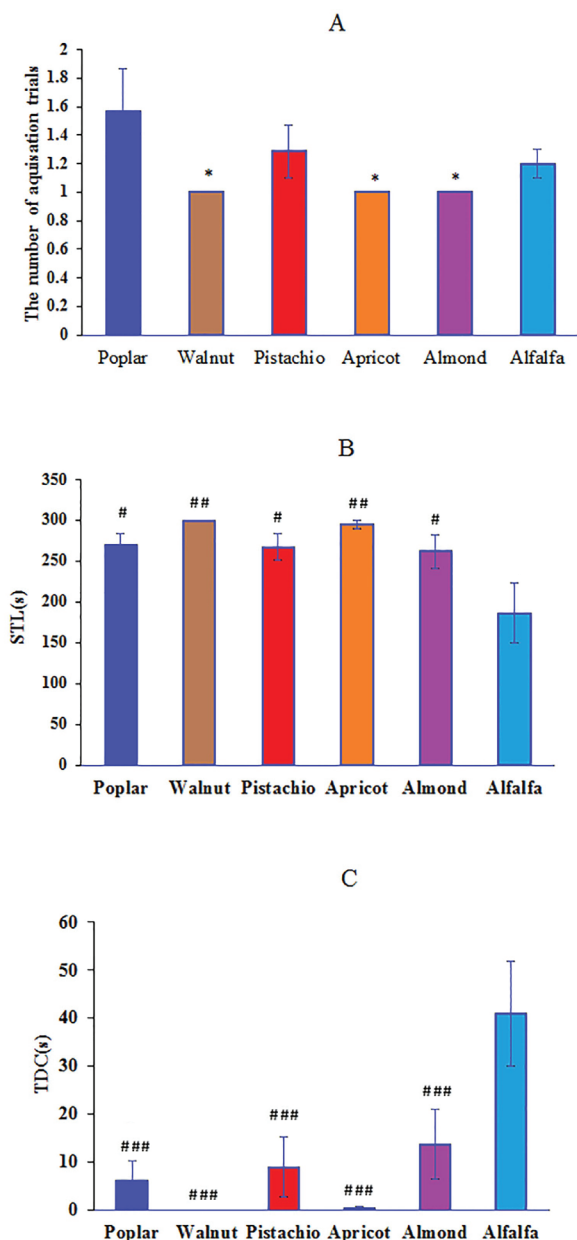 A
The number of aquisation trials
2
1.8
1.6
1.4
1.2
1
0.8
0.6
0.4
0.2
0
* * *
Poplar Walnut Pistachio Apricot Almond Alfalfa
B
STL(s)
350
300
250
200
150
100
50
0
# ## # ## #
Poplar Walnut Pistachio Apricot Almond Alfalfa
C
TDC(s)
60
50
40
30
20
10
0
### ### ### ### ###
Poplar Walnut Pistachio Apricot Almond Alfalfa